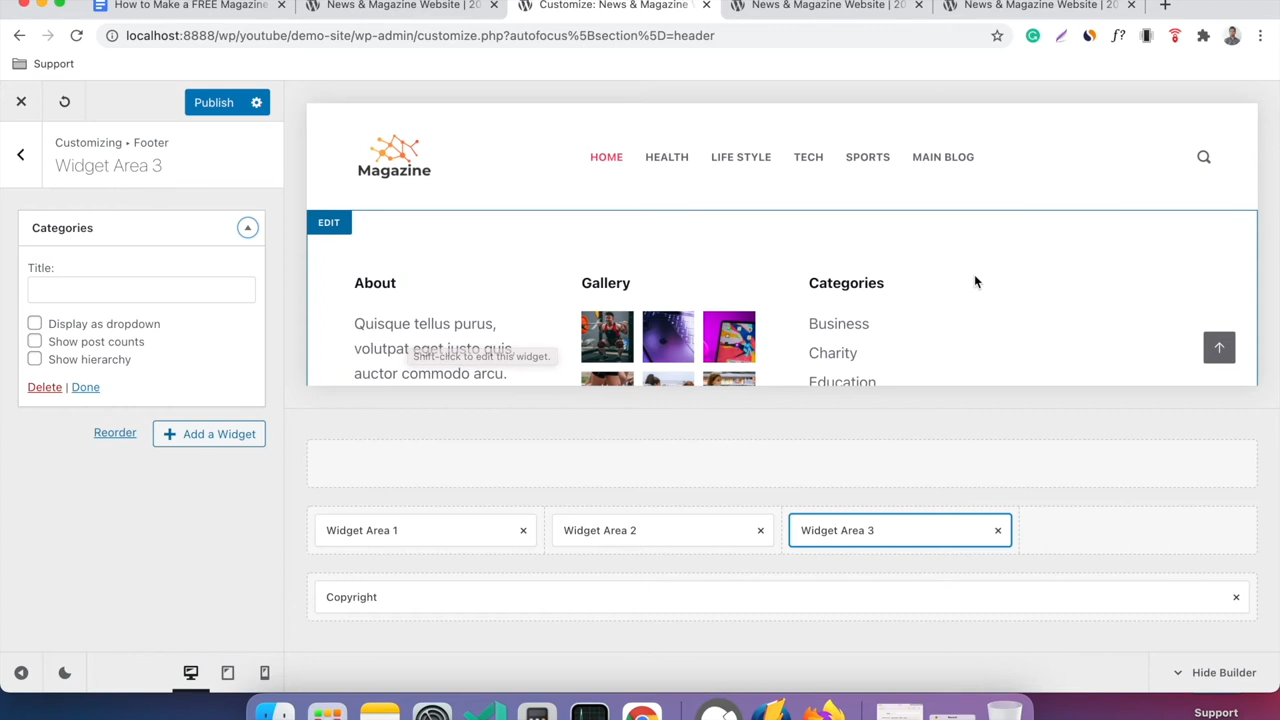 How to Make a FREE Magazine
News & Magazine Website | 20
Customize: News & Magazine
News & Magazine Website | 20
News & Magazine Website | 20
localhost:8888/wp/youtube/demo-site/wp-admin/customize.php?autofocus%5Bsection%5D=header
f?
Support
Publish
Customizing • Footer
Widget Area 3
Categories
Title:
Display as dropdown
Show post counts
Show hierarchy
Delete | Done
Reorder
Add a Widget
Magazine
HOME
HEALTH
LIFE STYLE
TECH
SPORTS
MAIN BLOG
EDIT
About
Quisque tellus purus,
volutpat eget justo quis,
auctor commodo arcu.
Shift-click to edit this widget.
Gallery
Categories
Business
Charity
Education
Widget Area 1
Widget Area 2
Widget Area 3
Copyright
Hide Builder
Support